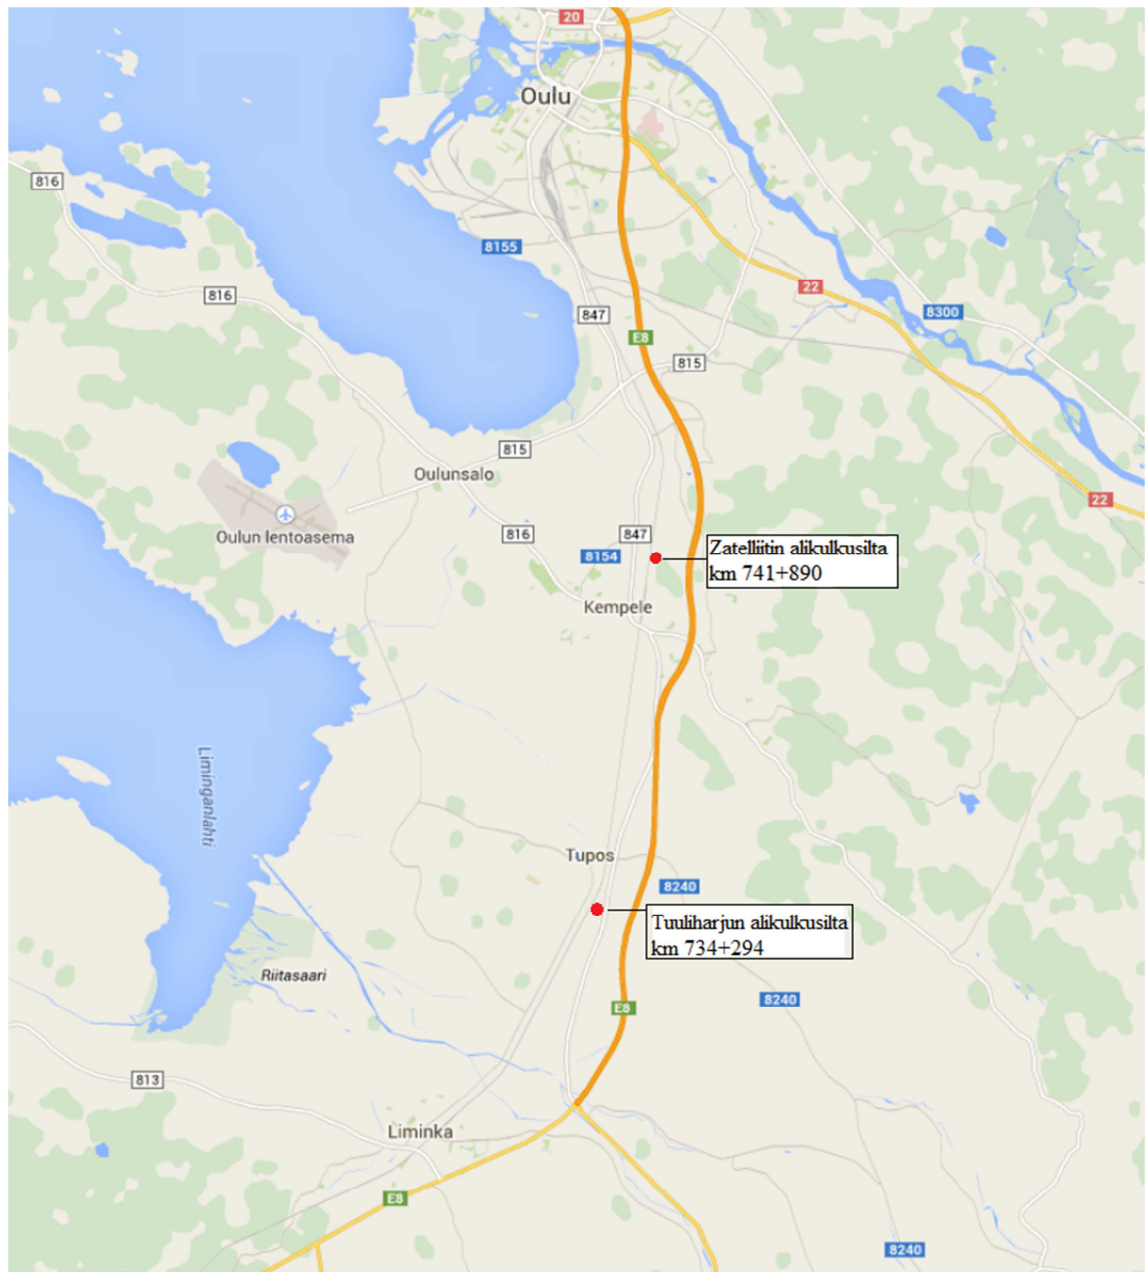 20
Oulu
816
8155
816
22
8300
847
E8
815
815
Oulunsalo
22
Oulun lentoasema
816
847
8154
Zatelliitin alikulkusilta
km 741+890
Kempele
Liminganlahti
Tupos
8240
Tuuliharjun alikulkusilta
km 734+294
Riitasaari
8240
E8
813
Liminka
E8
8240